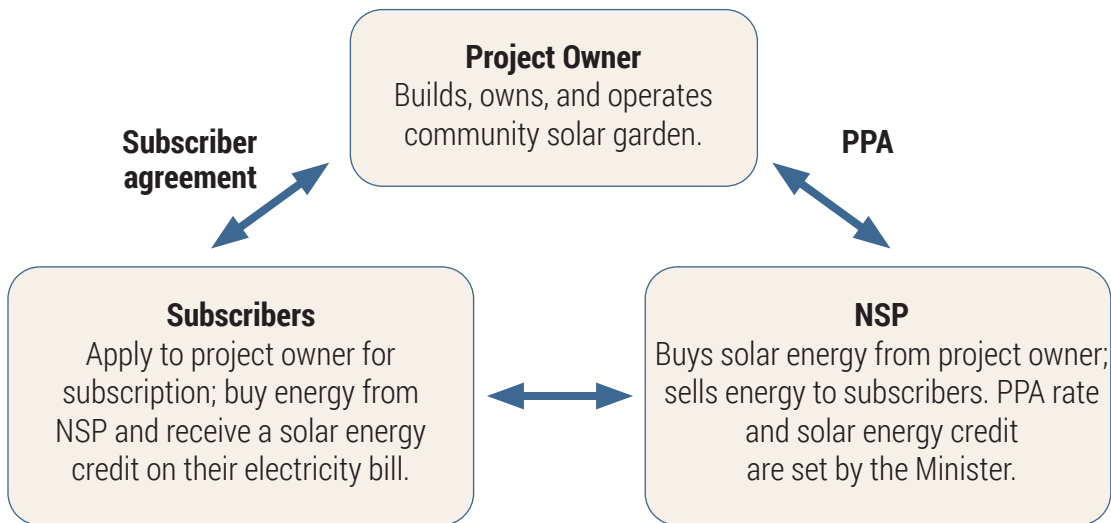 Project Owner
Builds, owns, and operates
community solar garden.
Subscriber
agreement
PPA
Subscribers
Apply to project owner for
subscription; buy energy from
NSP and receive a solar energy
credit on their electricity bill.
NSP
Buys solar energy from project owner;
sells energy to subscribers. PPA rate
and solar energy credit
are set by the Minister.